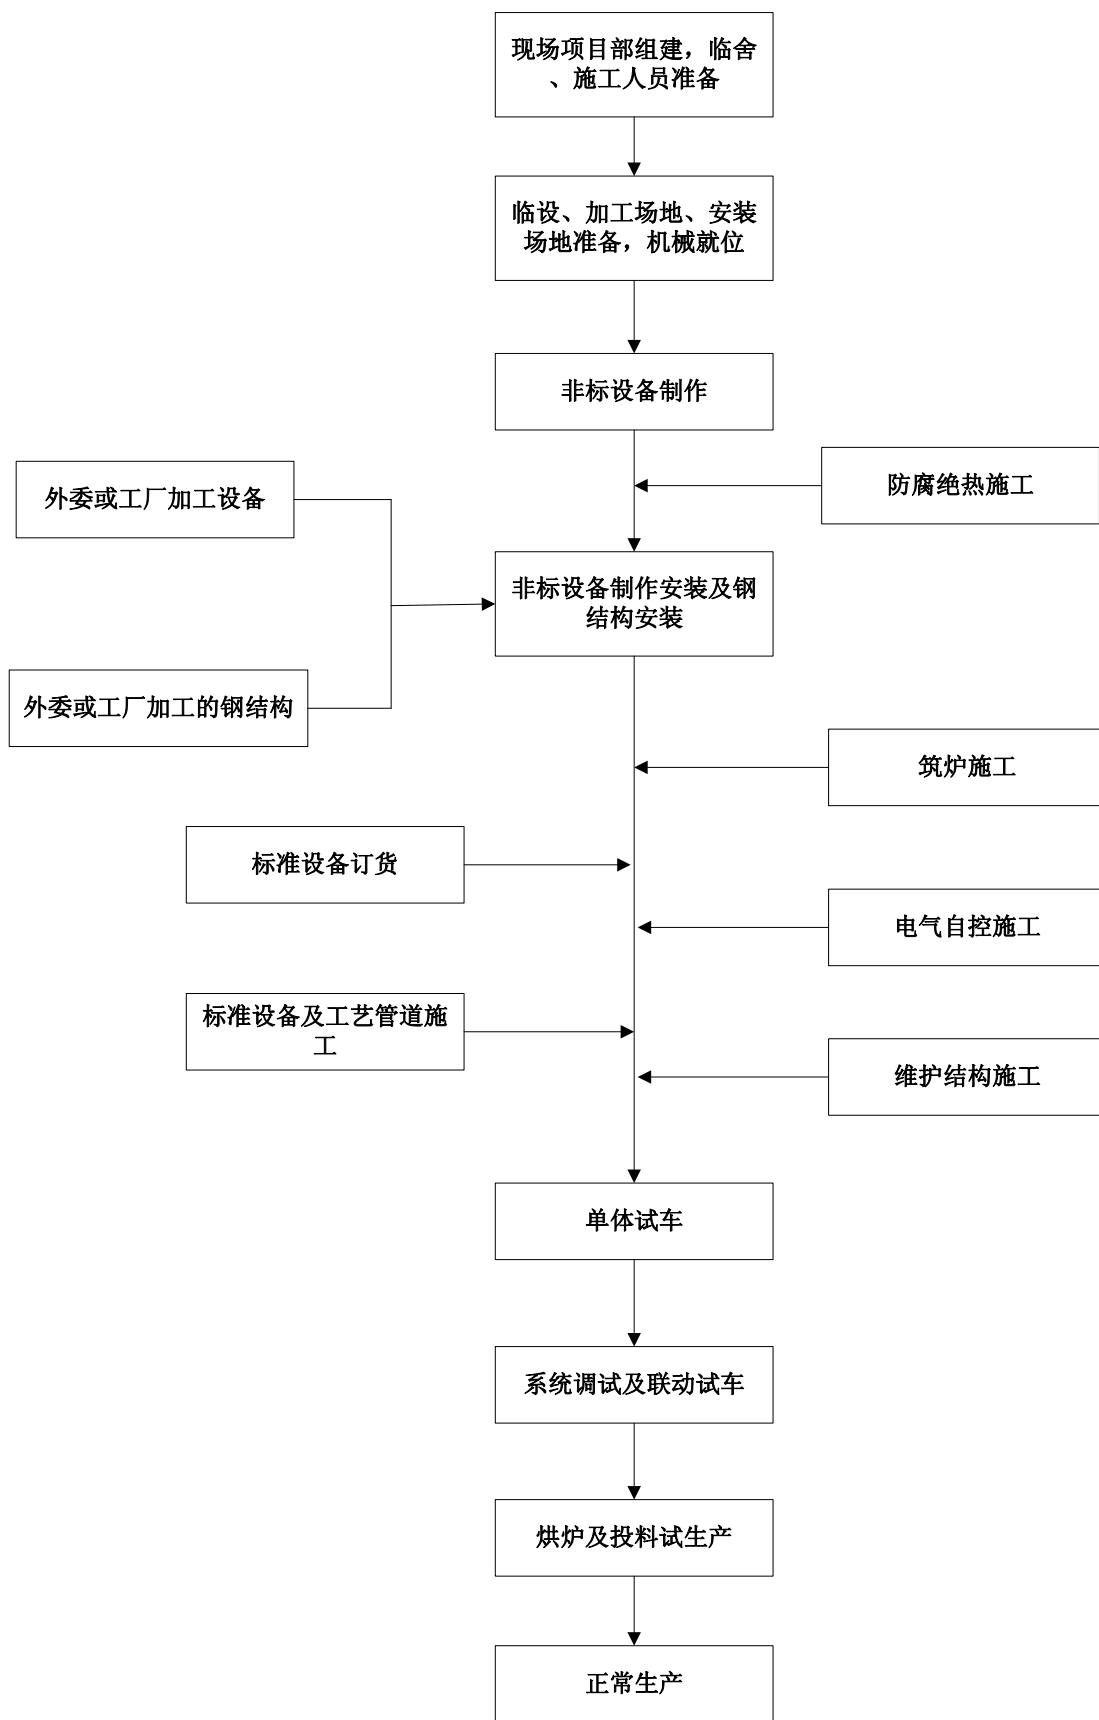 现场项目部组建，临舍
、施工人员准备
临设、加工场地、安装
场地准备，机械就位
非标设备制作
防腐绝热施工
外委或工厂加工设备
非标设备制作安装及钢
结构安装
外委或工厂加工的钢结构
筑炉施工
标准设备订货
电气自控施工
标准设备及工艺管道施
工
维护结构施工
单体试车
系统调试及联动试车
烘炉及投料试生产
正常生产